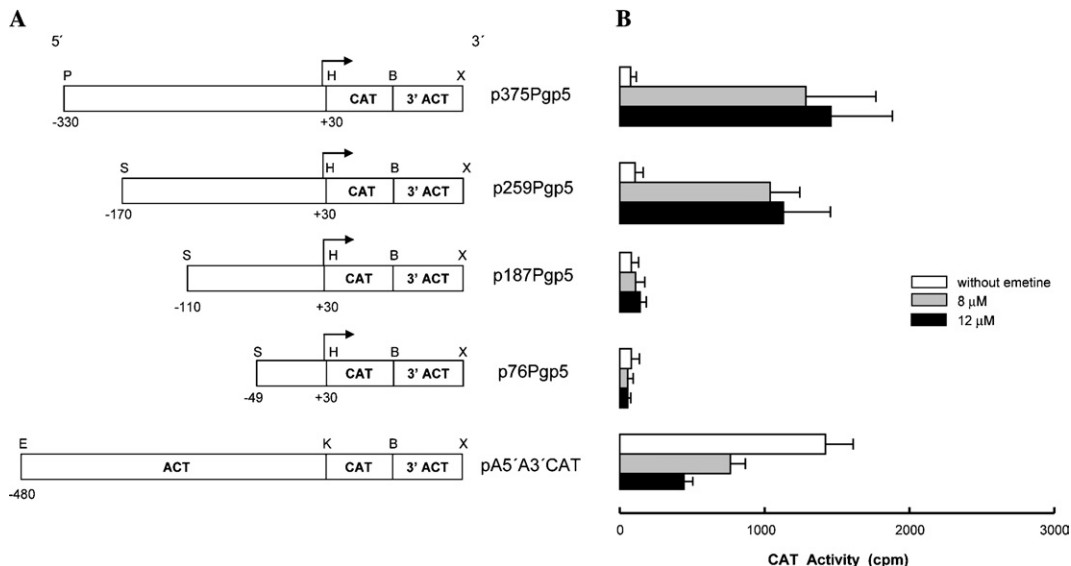 A
B
5´
3´
P
H
B
X
CAT
3' ACT
p375Pgp5
-330
+30
S
H
B
X
CAT
3' ACT
p259Pgp5
-170
+30
S
H
B
X
CAT
3' ACT
p187Pgp5
-110
+30
S
H
B
X
CAT
3' ACT
p76Pgp5
-49
+30
E
K
B
X
ACT
CAT
3' ACT
pA5´A3´CAT
-480
without emetine
8 μM
12 μM
0
1000
2000
3000
CAT Activity (cpm)